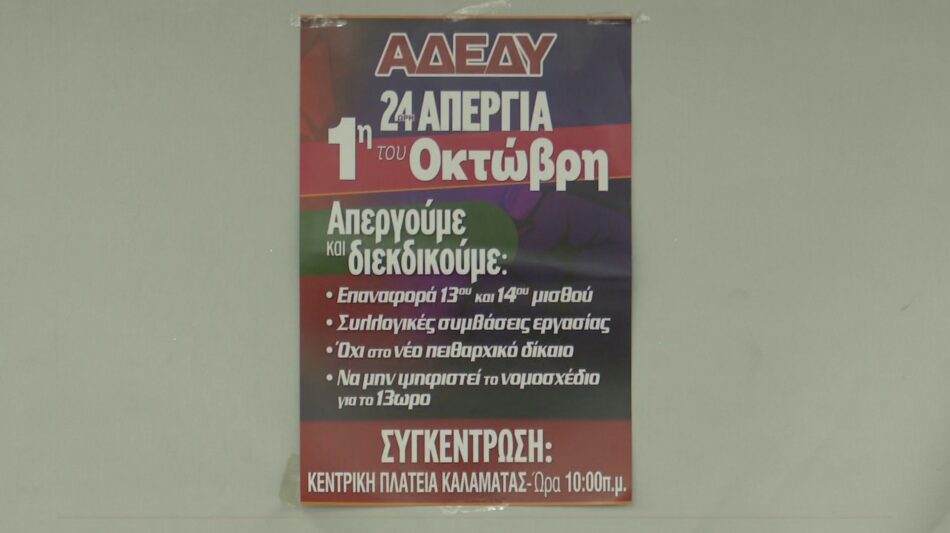 ΑΔΕΔΥ
24ΩΡΗ ΑΠΕΡΓΙΑ
1η του Οκτώβρη
Απεργούμε
και διεκδικούμε:
• Επαναφορά 13ου και 14ου μισθού
• Συλλογικές συμβάσεις εργασίας
• Όχι στο νέο πειθαρχικό δίκαιο
• Να μην ψηφιστεί το νομοσχέδιο
για το 13ωρο
ΣΥΓΚΕΝΤΡΩΣΗ:
ΚΕΝΤΡΙΚΗ ΠΛΑΤΕΙΑ ΚΑΛΑΜΑΤΑΣ-Ώρα 10:00π.μ.